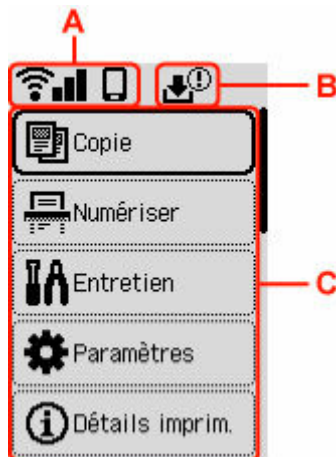 A
B
Copie
Numériser
Entretien
C
Paramètres
Détails imprim.